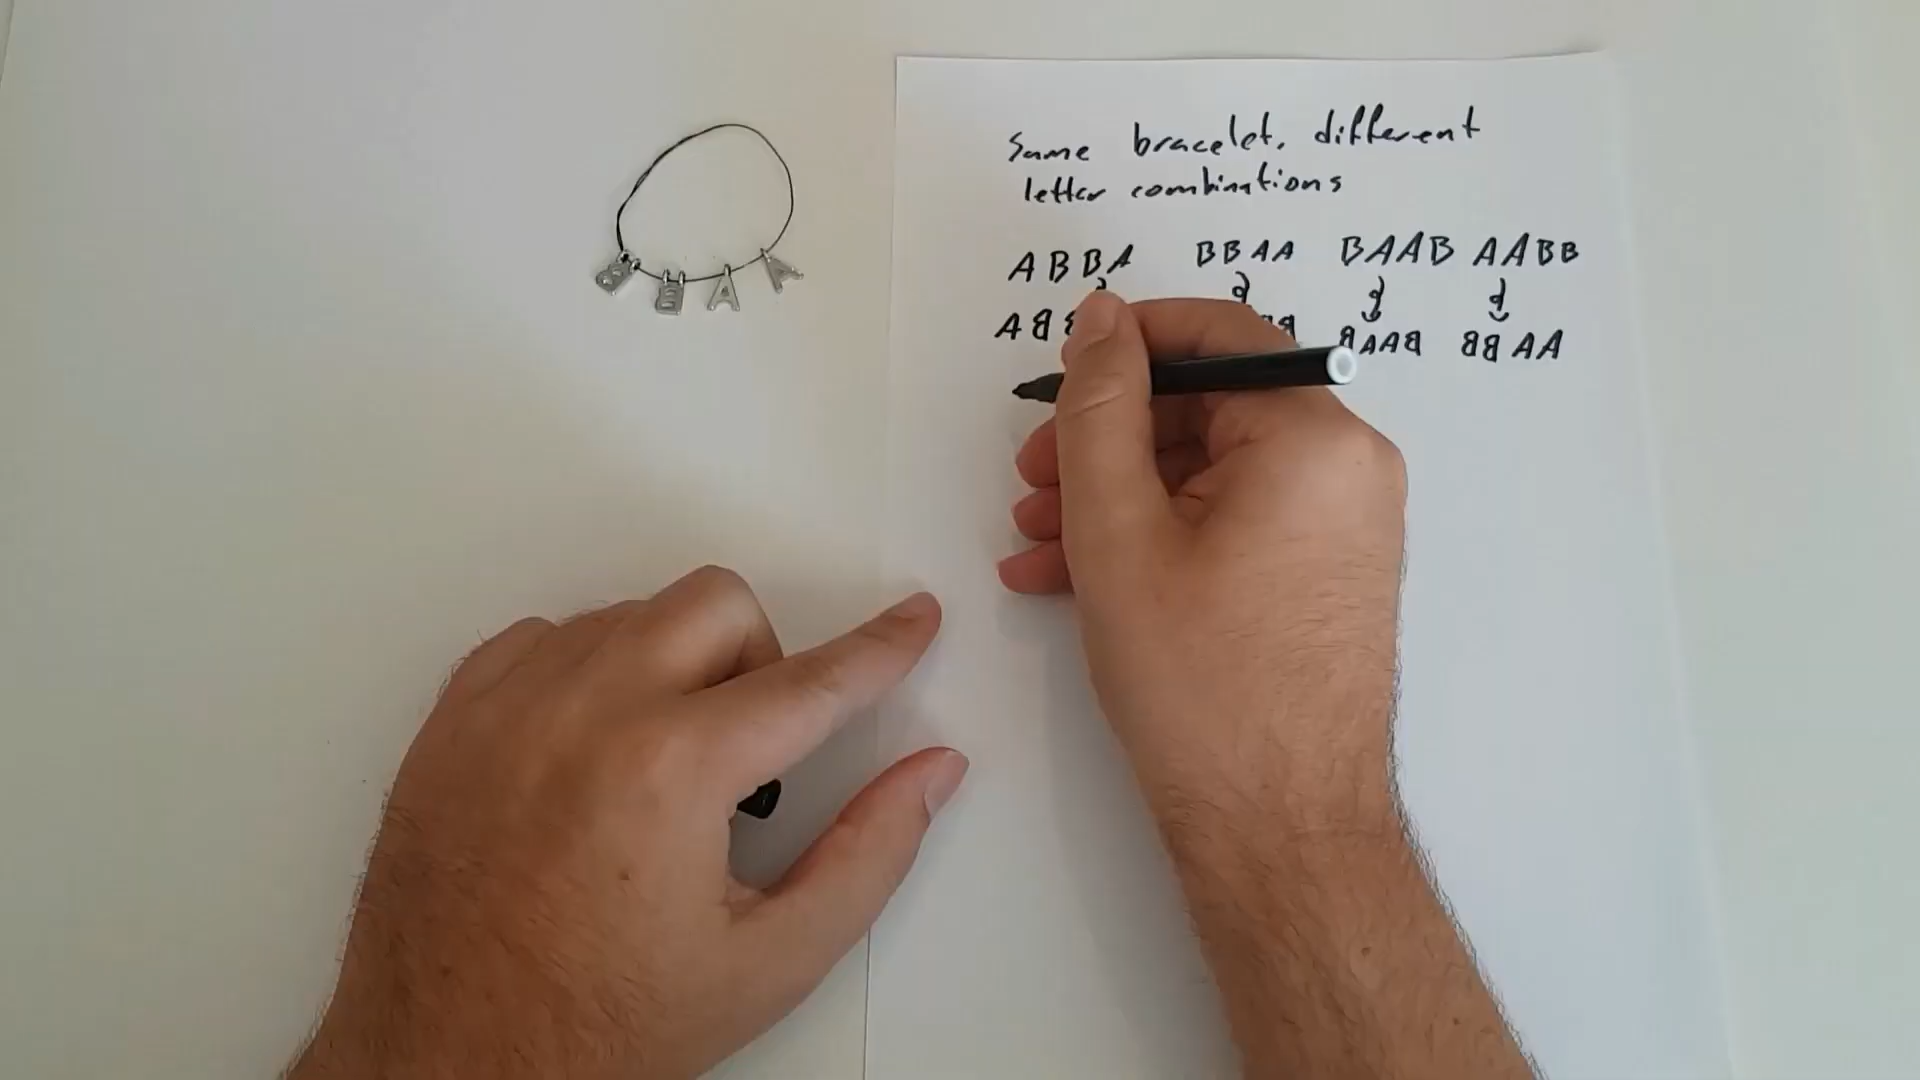 Same bracelet, different
letter combinations
ABBA BBAA BAAB AABB
AB BAAB BBAA
BBAA